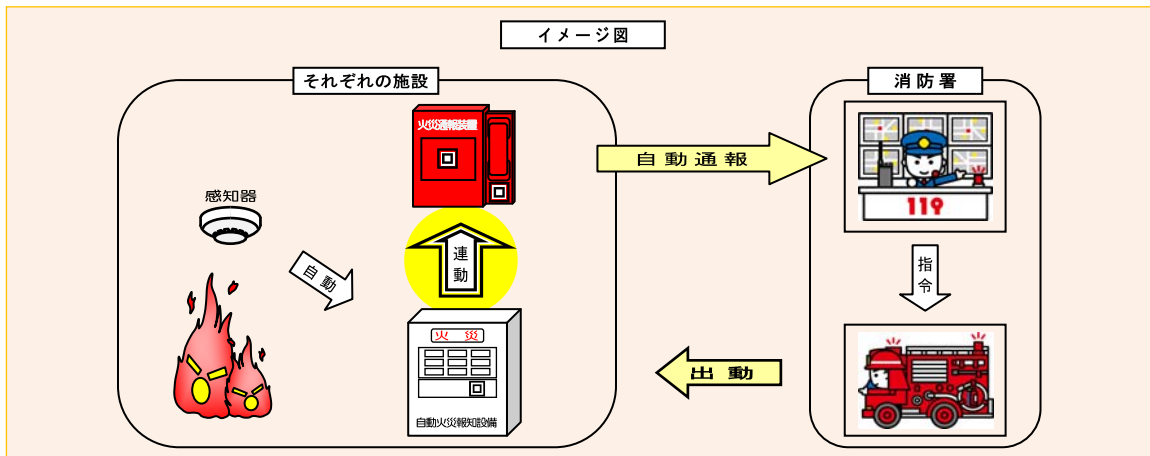 イメージ図
それぞれの施設
消防署
火災通報装置
自動通報
119
感知器
自動
連動
指令
火災
出動
自動火災報知設備